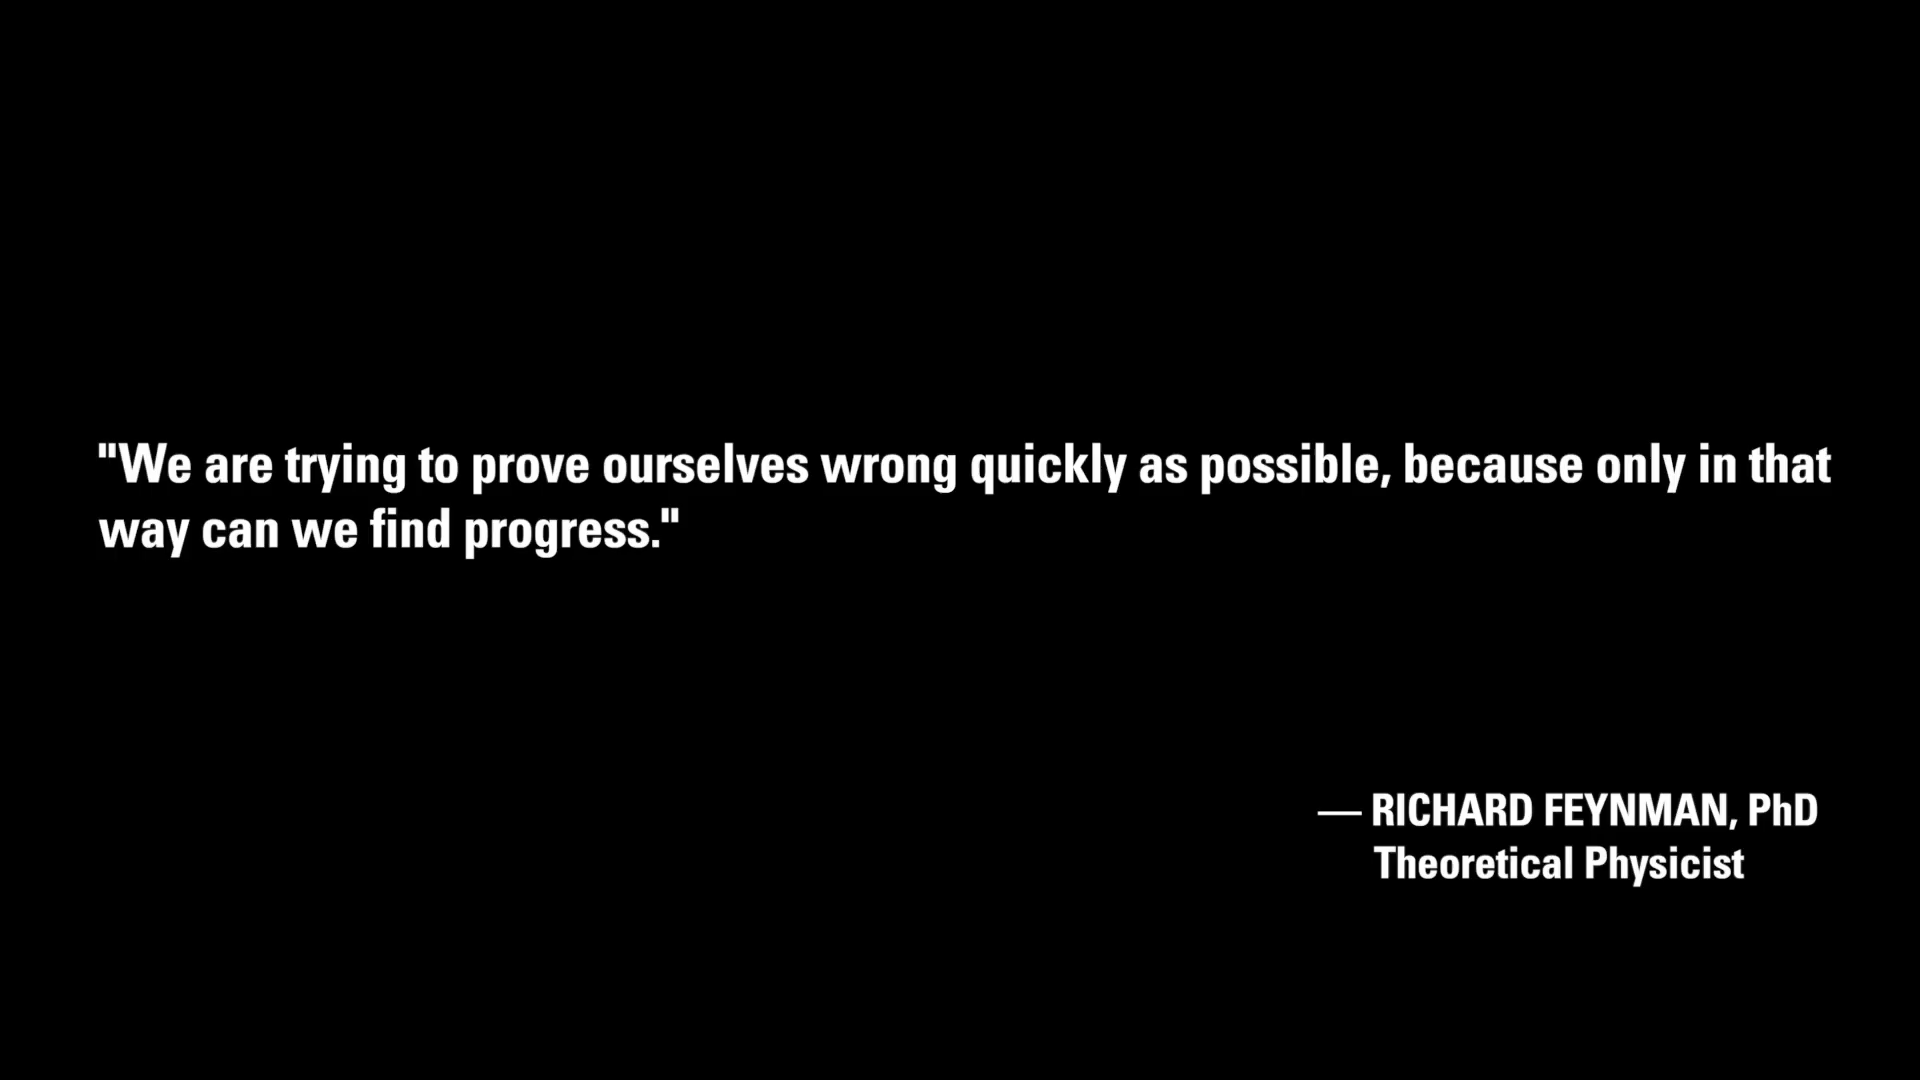 "We are trying to prove ourselves wrong quickly as possible, because only in that
way can we find progress."
— RICHARD FEYNMAN, PhD
Theoretical Physicist